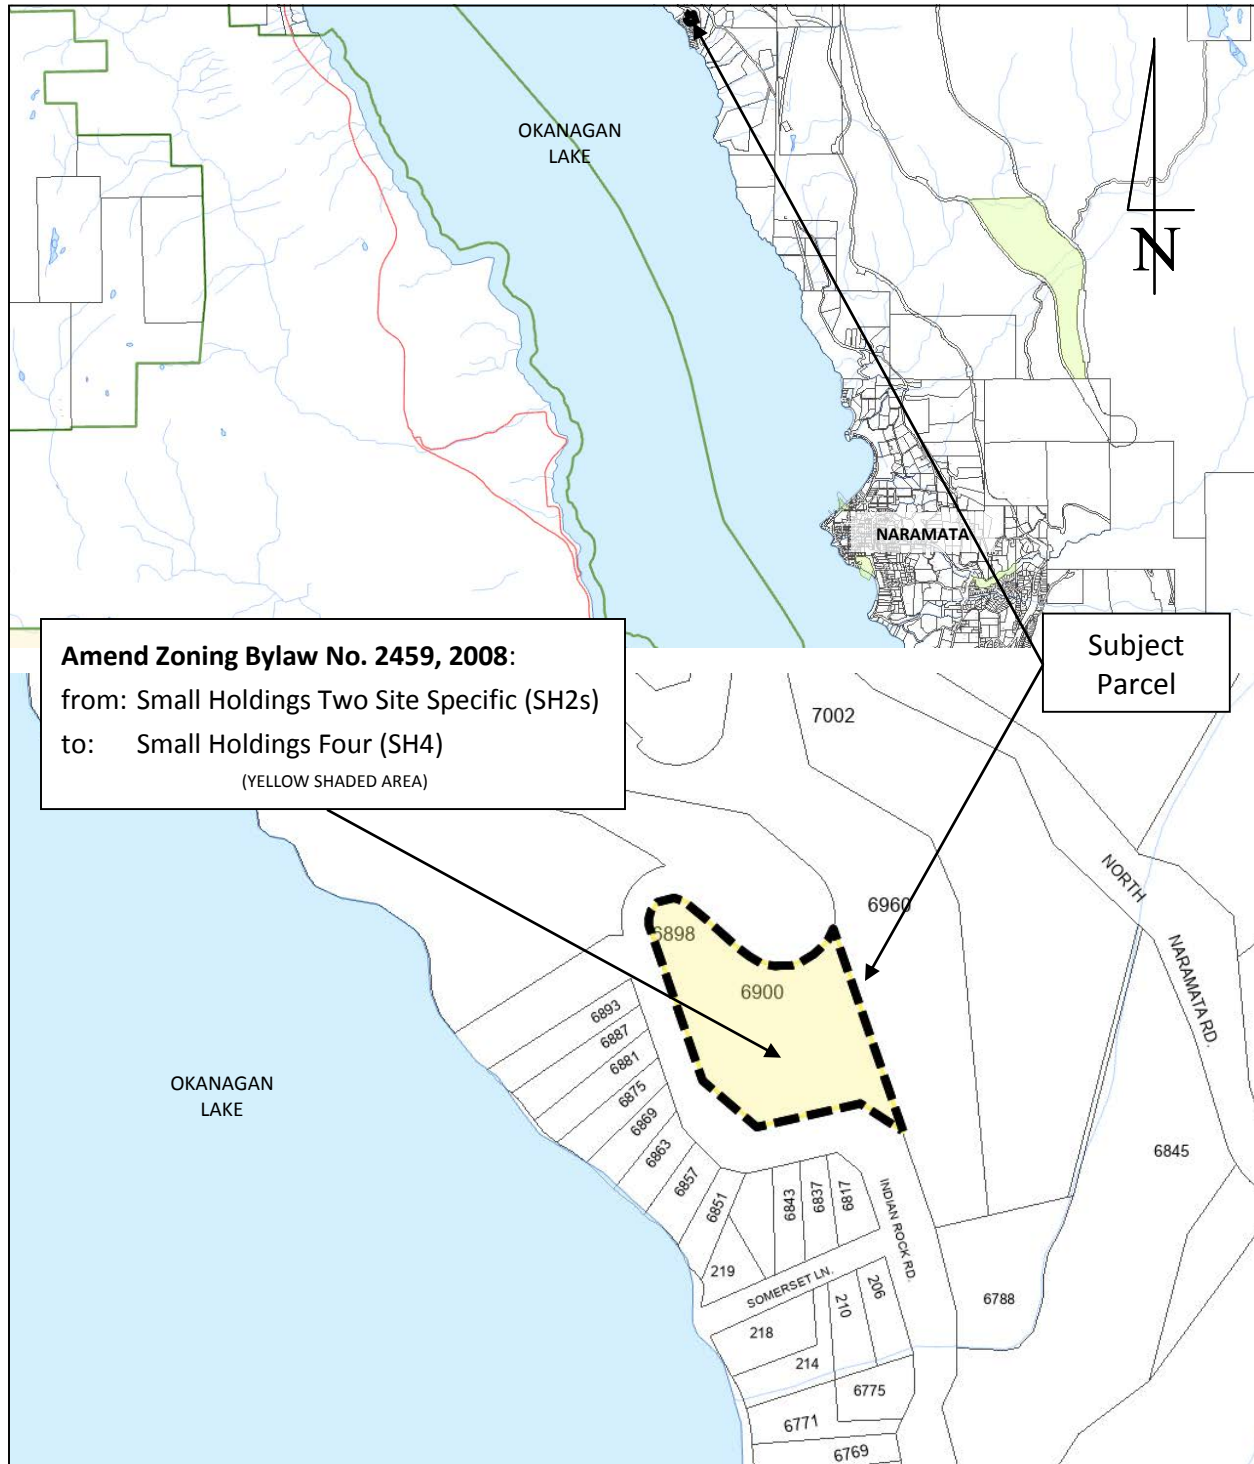 OKANAGAN
LAKE
N
NARAMATA
Amend Zoning Bylaw No. 2459, 2008:
from: Small Holdings Two Site Specific (SH2s)
to: Small Holdings Four (SH4)
(YELLOW SHADED AREA)
Subject
Parcel
7002
NORTH
NARAMATA RD.
6960
6898
6900
6893
6887
6881
6875
6869
6863
6857
6851
6843
6837
6817
OKANAGAN
LAKE
6845
INDIAN ROCK RD.
219
SOMERSET LN.
206
210
6788
218
214
6775
6771
6769